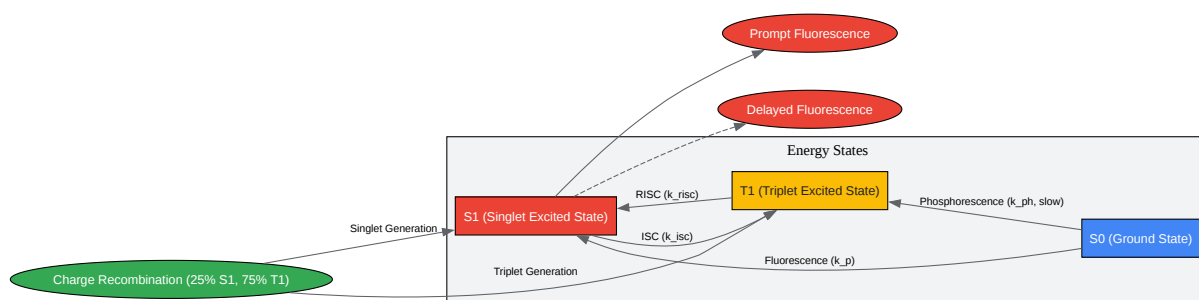 Prompt Fluorescence
Delayed Fluorescence
Energy States
T1 (Triplet Excited State)
RISC (k_risc)
Phosphorescence (k_ph, slow)
S1 (Singlet Excited State)
Singlet Generation
ISC (k_isc)
S0 (Ground State)
Fluorescence (k_p)
Triplet Generation
Charge Recombination (25% S1, 75% T1)